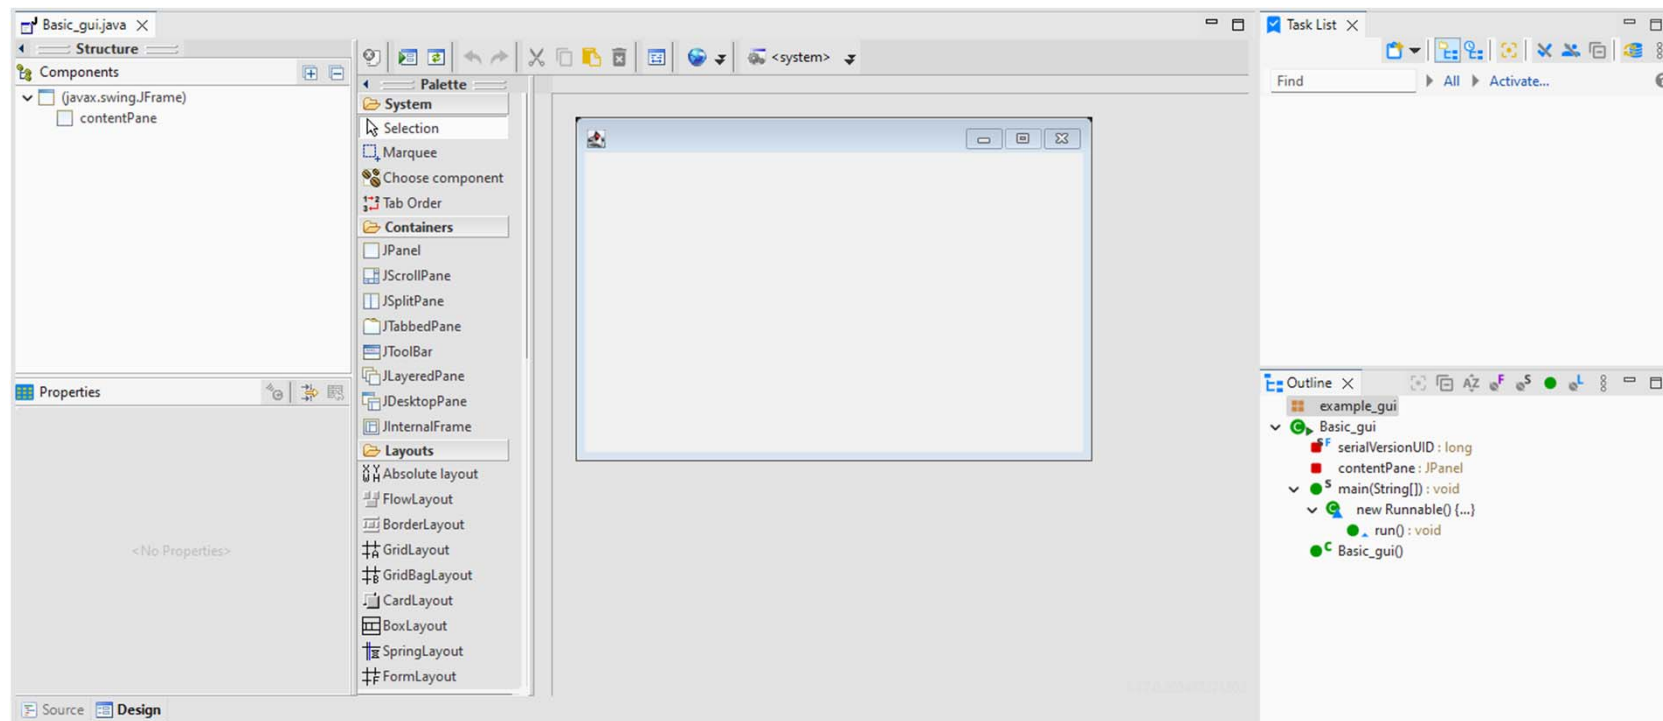 Basic_gui.java
Structure
Components
(javax.swing.JFrame)
contentPane
Properties
<No Properties>
Source
Design
<system>
Palette
System
Selection
Marquee
Choose component
Tab Order
Containers
JPanel
JScrollPane
JSplitPane
JTabbedPane
JToolBar
JLayeredPane
JDesktopPane
JInternalFrame
Layouts
Absolute layout
FlowLayout
BorderLayout
GridLayout
GridBagLayout
CardLayout
BoxLayout
SpringLayout
FormLayout
Task List
Find
All
Activate...
Outline
example_gui
Basic_gui
serialVersionUID : long
contentPane : JPanel
main(String[]) : void
new Runnable() {...}
run() : void
Basic_gui()